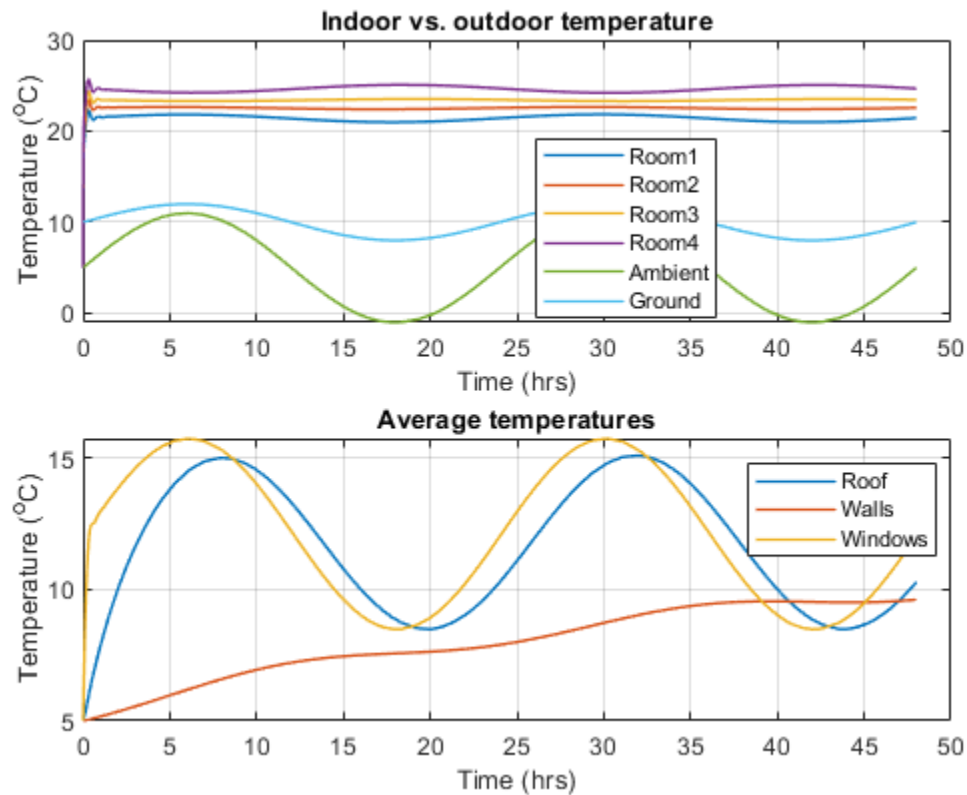 Indoor vs. outdoor temperature
Temperature (°C)
30
20
10
0
Room1
Room2
Room3
Room4
Ambient
Ground
0 5 10 15 20 25 30 35 40 45 50
Time (hrs)
Average temperatures
Temperature (°C)
15
10
5
Roof
Walls
Windows
0 5 10 15 20 25 30 35 40 45 50
Time (hrs)